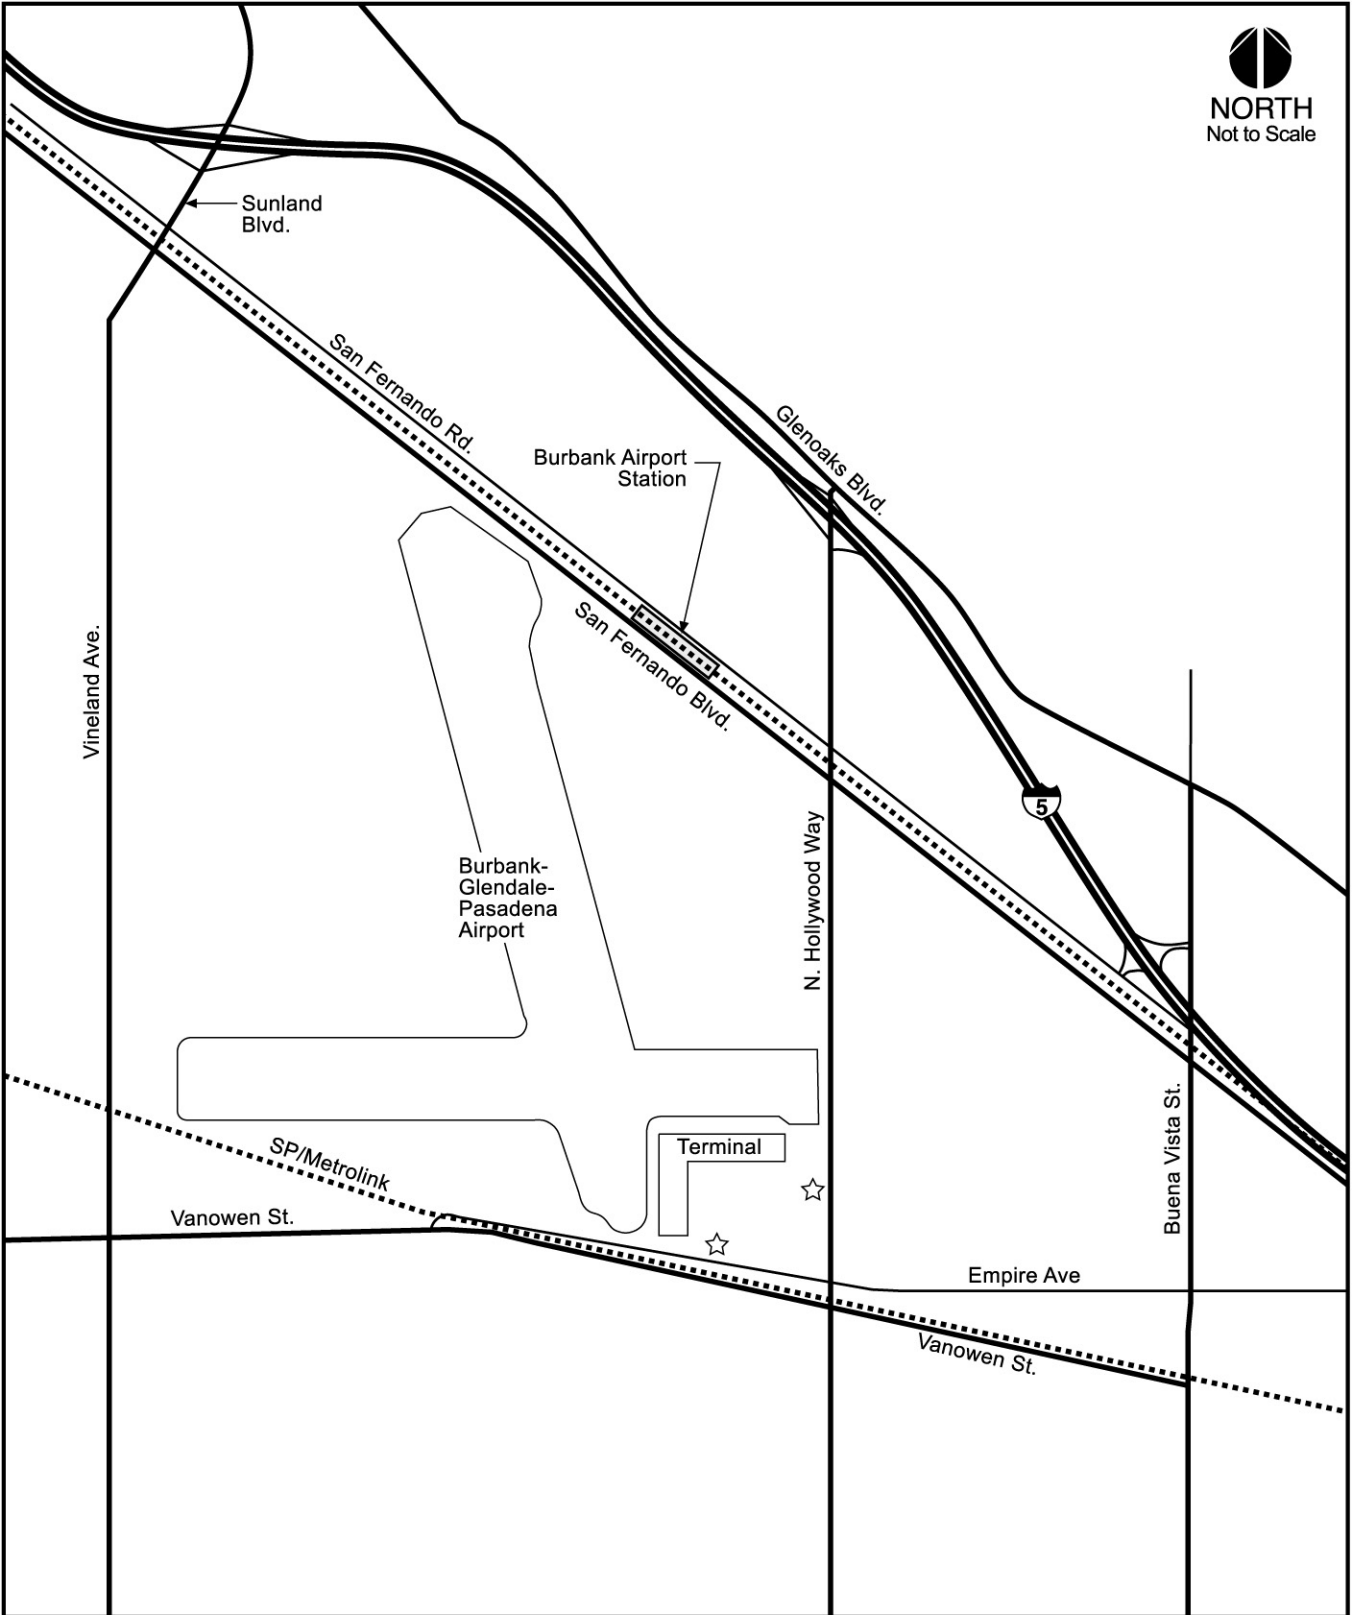 NORTH
Not to Scale
Sunland
Blvd.
San Fernando Rd.
Glenoaks Blvd.
Burbank Airport
Station
San Fernando Blvd.
Vineland Ave.
5
N. Hollywood Way
Burbank-
Glendale-
Pasadena
Airport
Buena Vista St.
Terminal
SP/Metrolink
Vanowen St.
Empire Ave
Vanowen St.